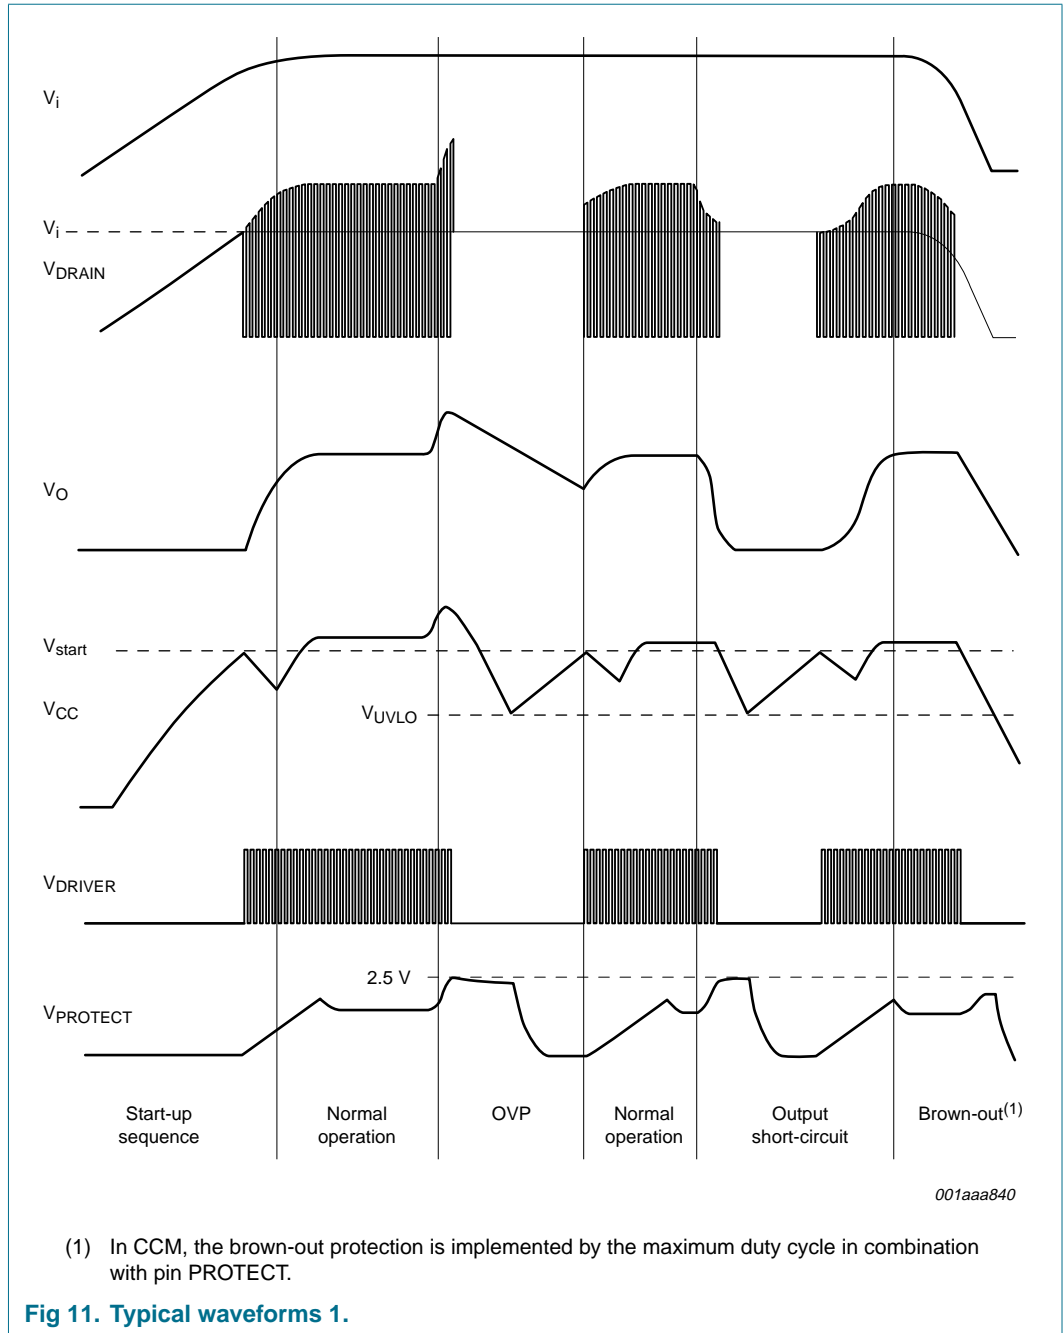 Vi
Vi
VDRAIN
VO
Vstart
VCC
VUVLO
VDRIVER
2.5 V
VPROTECT
Start-up
sequence
Normal
operation
OVP
Normal
operation
Output
short-circuit
Brown-out(1)
001aaa840
(1) In CCM, the brown-out protection is implemented by the maximum duty cycle in combination
with pin PROTECT.
Fig 11. Typical waveforms 1.